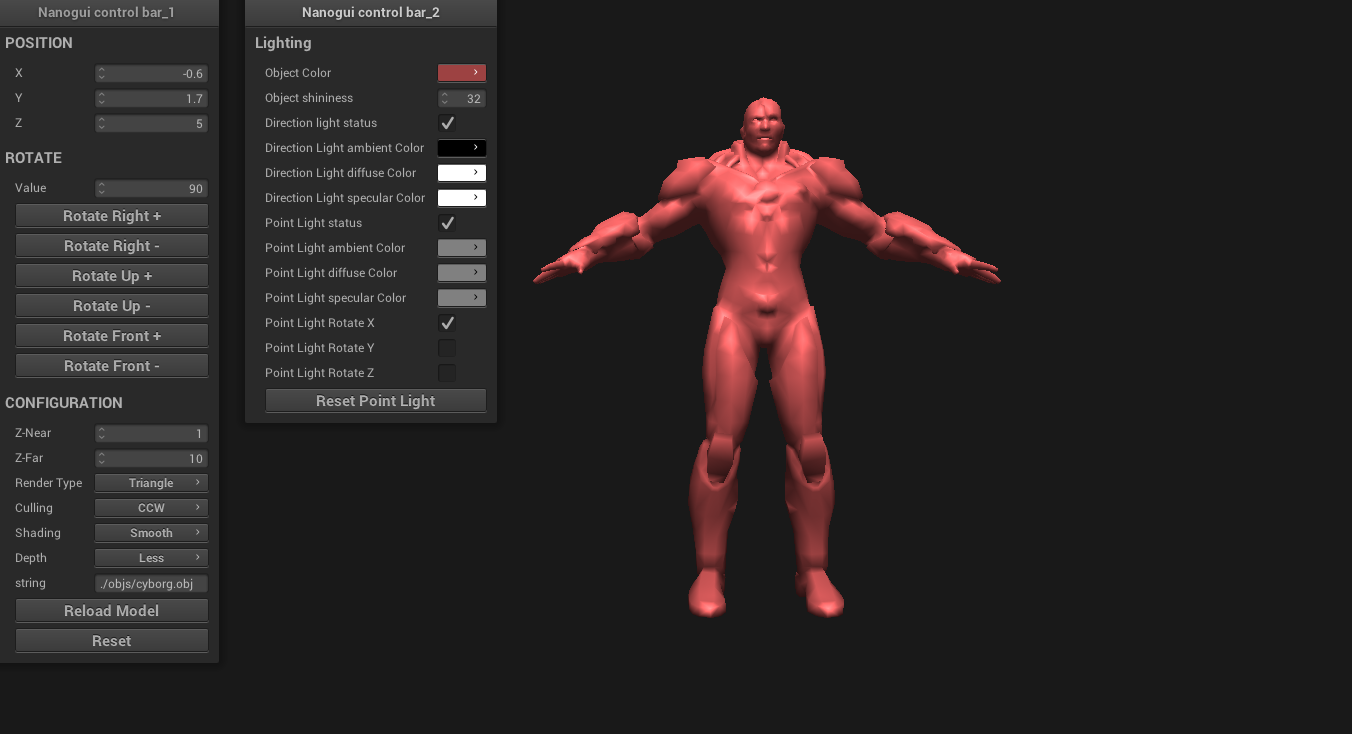 Nanogui control bar_1
POSITION
X -0.6
Y 1.7
Z 5
ROTATE
Value 90
Rotate Right +
Rotate Right -
Rotate Up +
Rotate Up -
Rotate Front +
Rotate Front -
CONFIGURATION
Z-Near 1
Z-Far 10
Render Type Triangle
Culling CCW
Shading Smooth
Depth Less
string ./objs/cyborg.obj
Reload Model
Reset
Nanogui control bar_2
Lighting
Object Color
Object shininess 32
Direction light status
Direction Light ambient Color
Direction Light diffuse Color
Direction Light specular Color
Point Light status
Point Light ambient Color
Point Light diffuse Color
Point Light specular Color
Point Light Rotate X
Point Light Rotate Y
Point Light Rotate Z
Reset Point Light